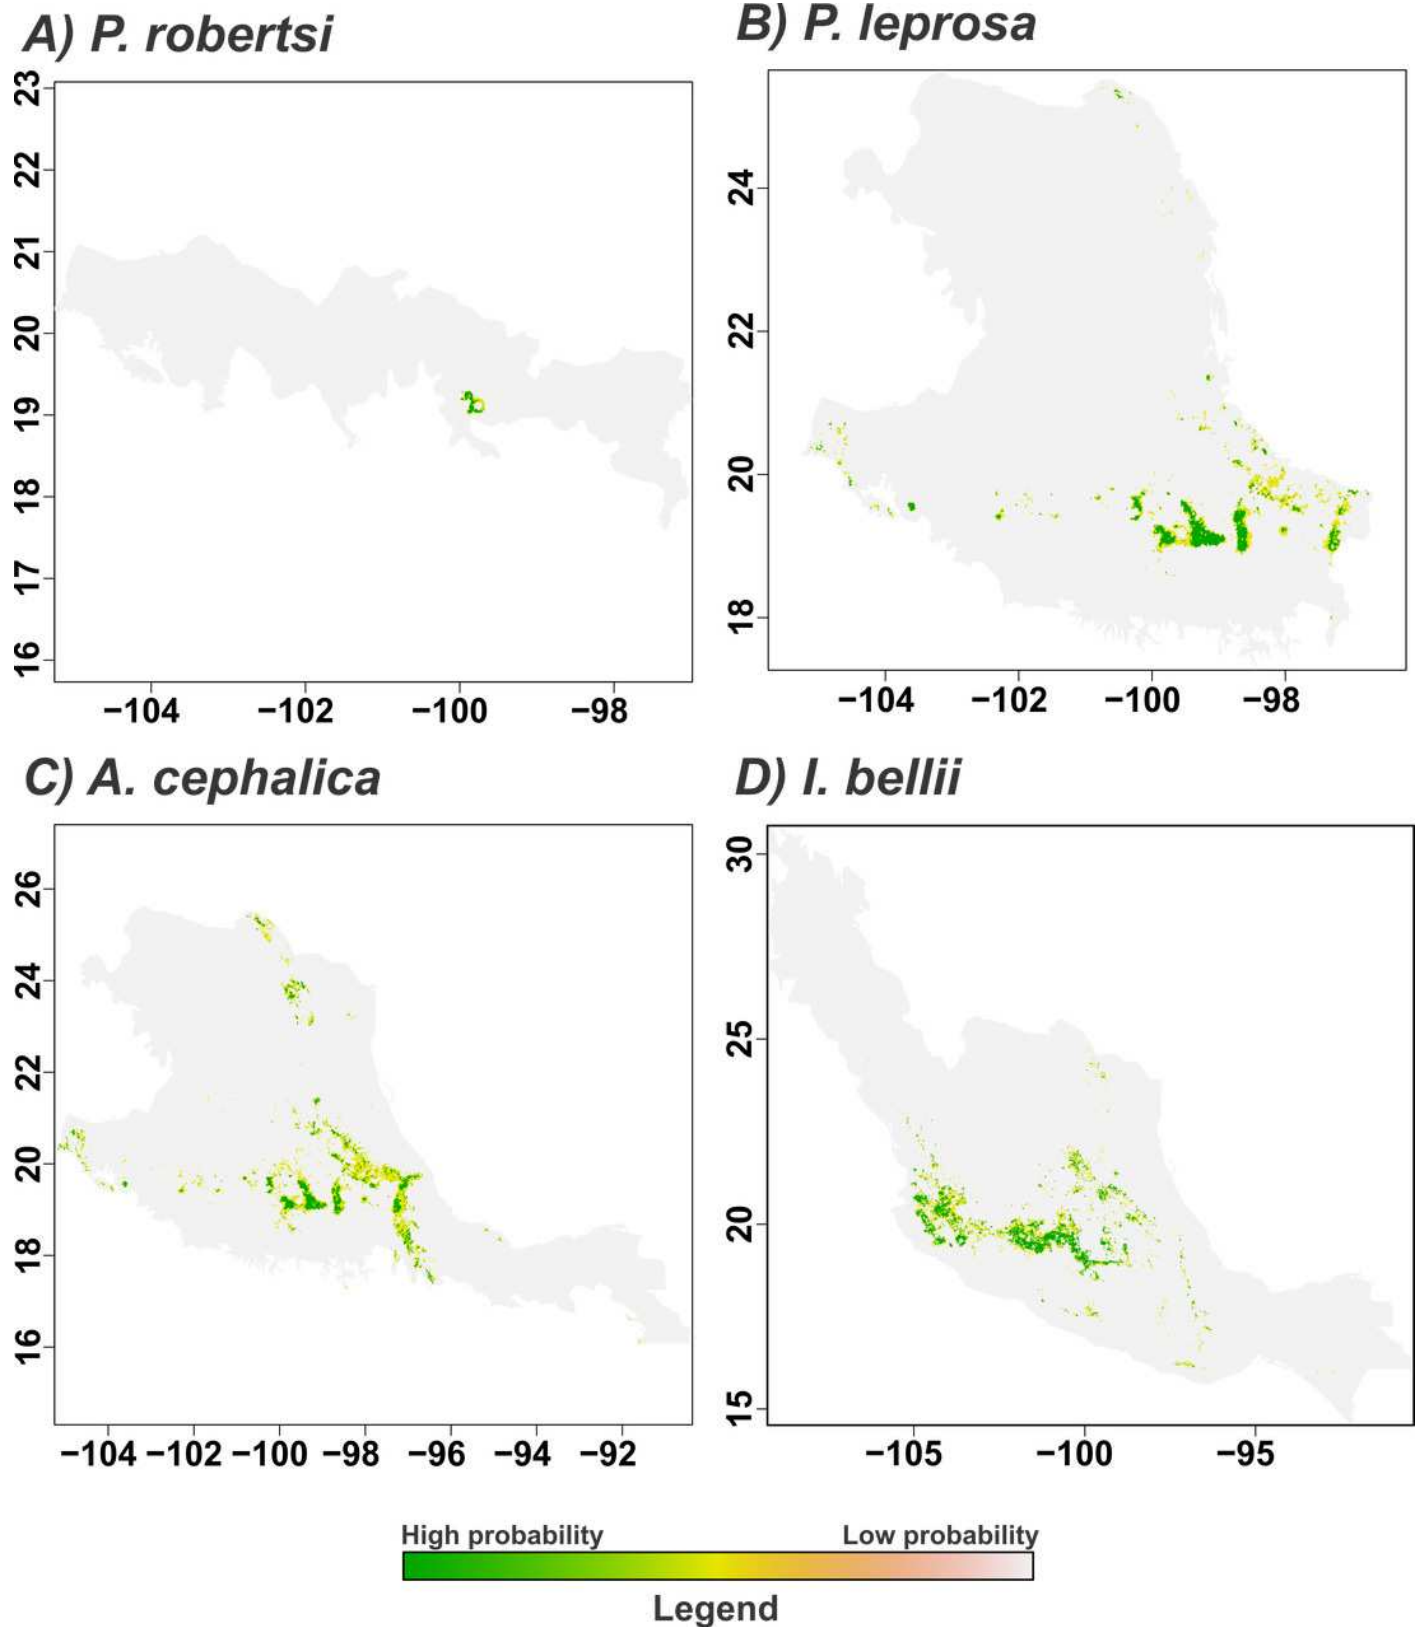 A) P. robertsi
23
22
21
20
19
18
17
16
−104 −102 −100 −98
B) P. leprosa
24
22
20
18
−104 −102 −100 −98
C) A. cephalica
26
24
22
20
18
16
−104 −102 −100 −98 −96 −94 −92
D) I. bellii
30
25
20
15
−105 −100 −95
High probability Low probability
Legend